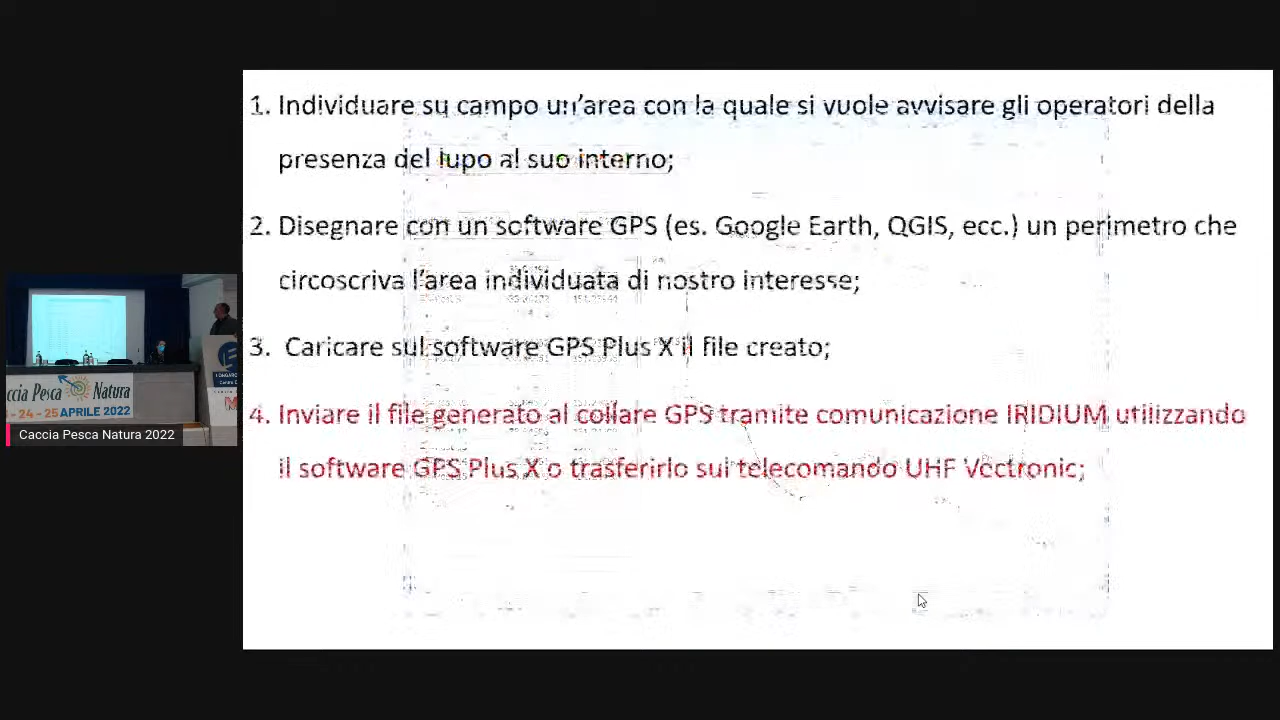 1. Individuare su campo un'area con la quale si vuole avvisare gli operatori della
presenza del lupo al suo interno;
2. Disegnare con un software GPS (es. Google Earth, QGIS, ecc.) un perimetro che
circoscriva l'area individuata di nostro interesse;
3. Caricare sul software GPS Plus X il file creato;
4. Inviare il file generato al collare GPS tramite comunicazione IRIDIUM utilizzando
il software GPS Plus X o trasferirlo sul telecomando UHF Vectronic;
ccia Pesca Natura
- 24 - 25 APRILE 2022
LONGARO
Caccia Pesca Natura 2022